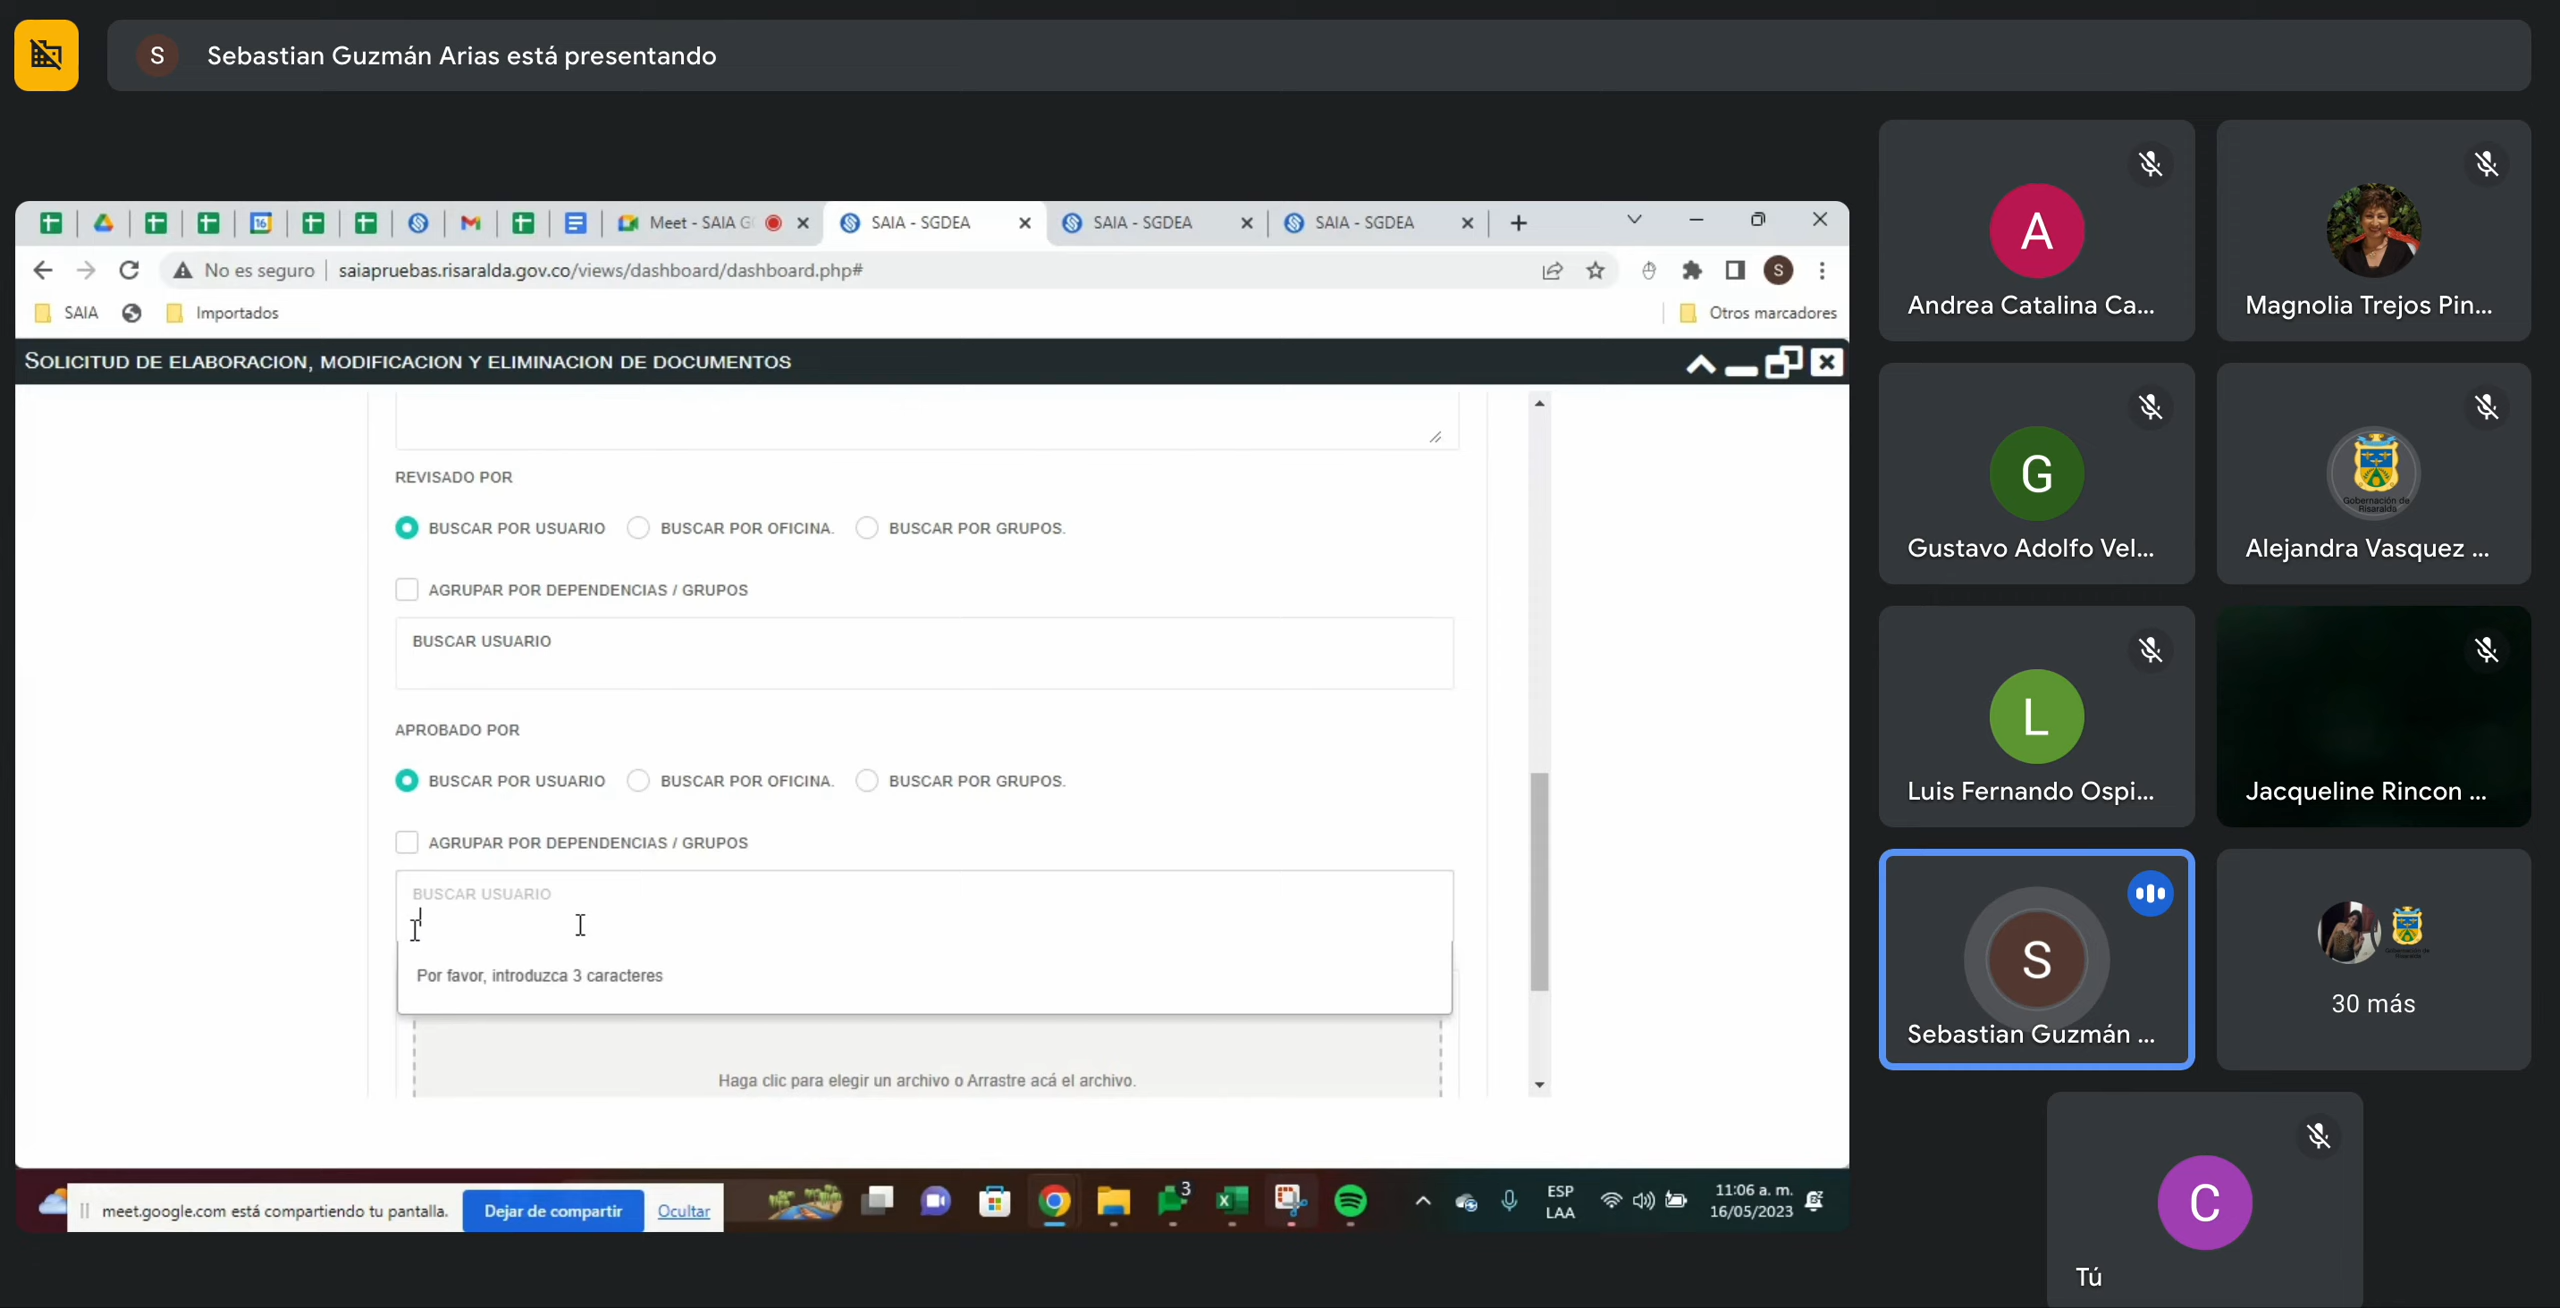 S Sebastian Guzmán Arias está presentando
Meet - SAIA G
SAIA - SGDEA
SAIA - SGDEA
SAIA - SGDEA
No es seguro
saiapruebas.risaralda.gov.co/views/dashboard/dashboard.php#
S
SAIA
Importados
Otros marcadores
SOLICITUD DE ELABORACION, MODIFICACION Y ELIMINACION DE DOCUMENTOS
REVISADO POR
BUSCAR POR USUARIO BUSCAR POR OFICINA. BUSCAR POR GRUPOS.
AGRUPAR POR DEPENDENCIAS / GRUPOS
BUSCAR USUARIO
APROBADO POR
BUSCAR POR USUARIO BUSCAR POR OFICINA. BUSCAR POR GRUPOS.
AGRUPAR POR DEPENDENCIAS / GRUPOS
BUSCAR USUARIO
Por favor, introduzca 3 caracteres
Haga clic para elegir un archivo o Arrastre acá el archivo.
meet.google.com está compartiendo tu pantalla.
Dejar de compartir
Ocultar
3
ESP
LAA
11:06 a. m.
16/05/2023
A
Andrea Catalina Ca...
Magnolia Trejos Pin...
G
Gustavo Adolfo Vel...
Gobernación de
Risaralda
Alejandra Vasquez ...
L
Luis Fernando Ospi...
Jacqueline Rincon ...
S
Sebastian Guzmán ...
30 más
C
Tú